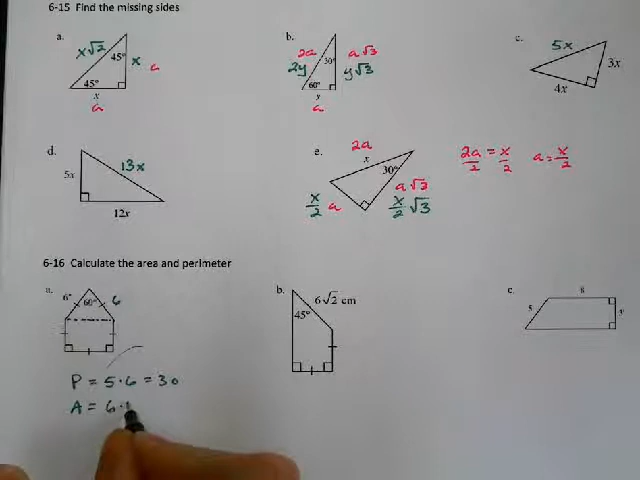 6-15 Find the missing sides
a.
x√2
45°
x
a
45°
x
a
b.
2a
30°
a√3
2y
y√3
60°
y
a
c.
5x
3x
4x
d.
5x
13x
12x
e.
2a
x
30°
a√3
x/2 a
x/2 √3
2a/2 = x/2
a = x/2
6-16 Calculate the area and perimeter
a.
6"
60°
6
P = 5·6 = 30
A = 6·
b.
6√2 cm
45°
c.
8
5